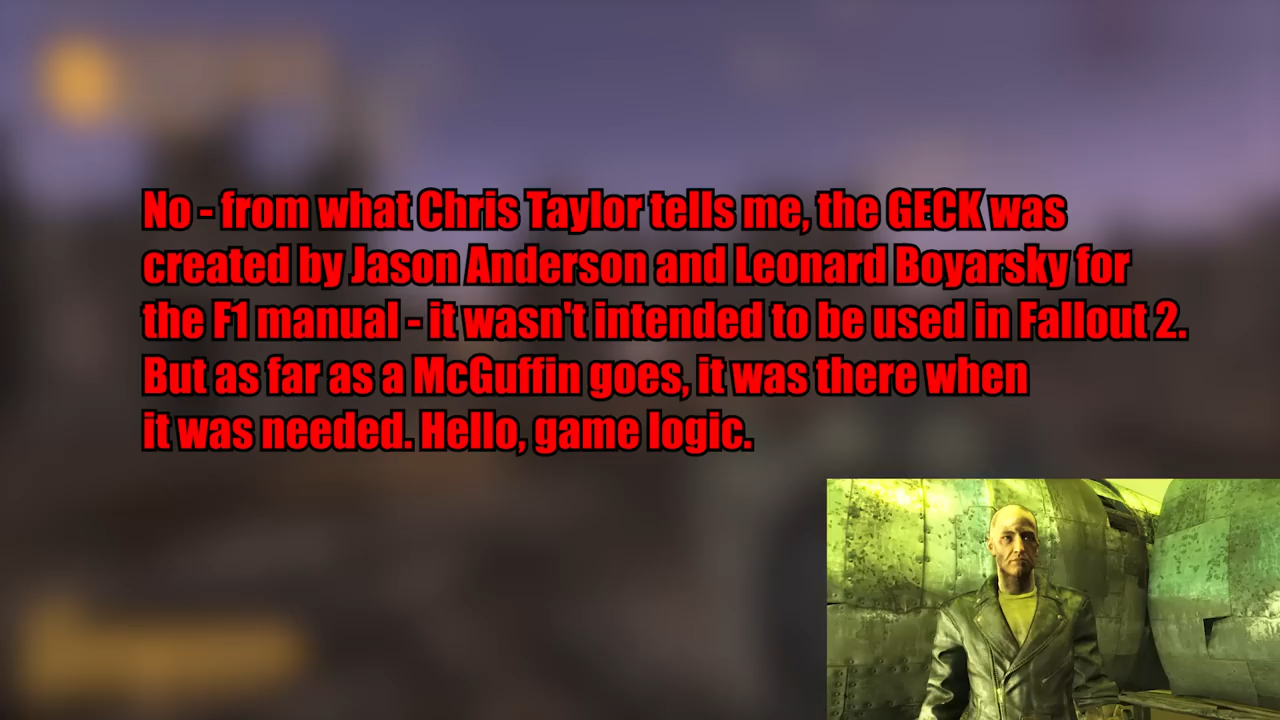 No - from what Chris Taylor tells me, the GECK was
created by Jason Anderson and Leonard Boyarsky for
the F1 manual - it wasn't intended to be used in Fallout 2.
But as far as a McGuffin goes, it was there when
it was needed. Hello, game logic.